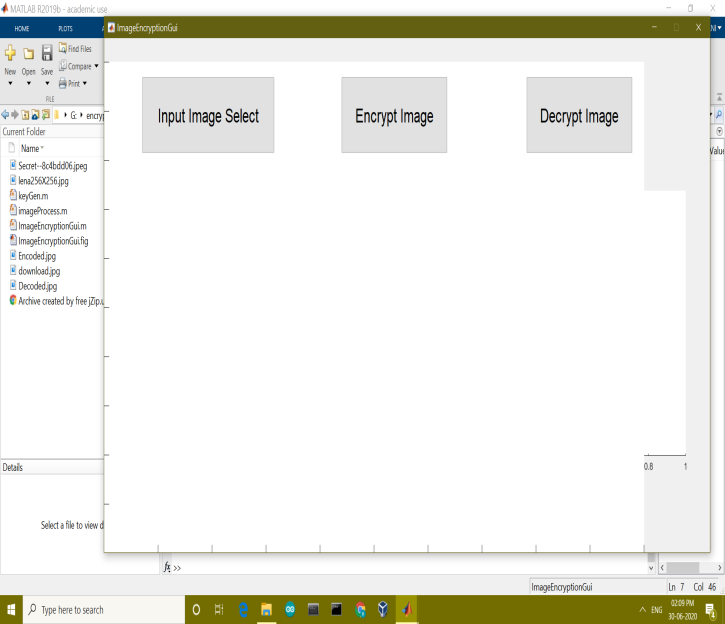 MATLAB R2019b - academic use
HOME
PLOTS
ImageEncryptionGui
New
Open
Save
Find Files
Compare
Print
FILE
G:
Current Folder
Name
Value
Secret--8c4bdd06.jpeg
lena256X256.jpg
keyGen.m
imageProcess.m
ImageEncryptionGui.m
ImageEncryptionGui.fig
Encoded.jpg
download.jpg
Decoded.jpg
Archive created by free jZip.u
Input Image Select
Encrypt Image
Decrypt Image
0.8
1
Details
Select a file to view d
fx >>
ImageEncryptionGui
Ln 7 Col 46
Type here to search
ENG
02:09 PM
30-06-2020